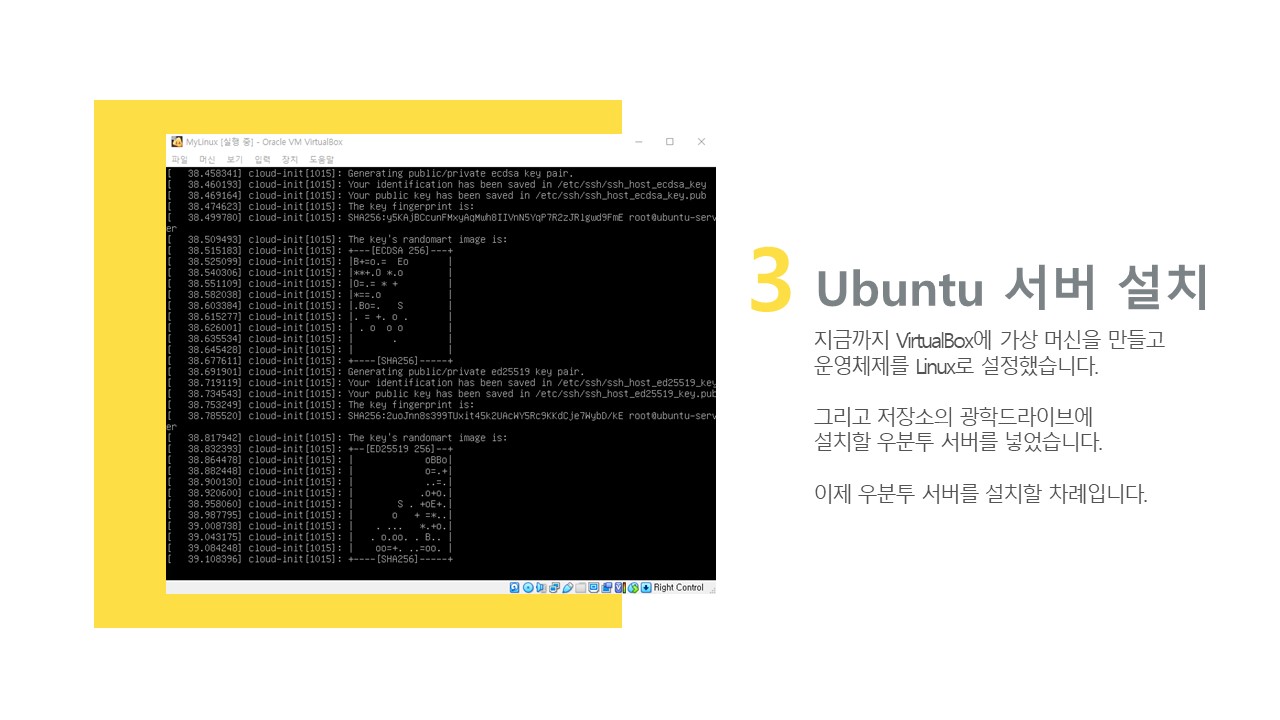 MyLinux [실행 중] - Oracle VM VirtualBox
파일 머신 보기 입력 장치 도움말
[   38.458341] cloud-init[1015]: Generating public/private ecdsa key pair.
[   38.460193] cloud-init[1015]: Your identification has been saved in /etc/ssh/ssh_host_ecdsa_key
[   38.469164] cloud-init[1015]: Your public key has been saved in /etc/ssh/ssh_host_ecdsa_key.pub
[   38.474623] cloud-init[1015]: The key fingerprint is:
[   38.499780] cloud-init[1015]: SHA256:y5KAjBCcunFMxyAqMwh8IIVnN5YqP7R2zJRlgwd9FmE root@ubuntu-serv
er
[   38.509493] cloud-init[1015]: The key's randomart image is:
[   38.515183] cloud-init[1015]: +---[ECDSA 256]---+
[   38.525099] cloud-init[1015]: |B+=o.=  Eo       |
[   38.540306] cloud-init[1015]: |**+.O *.o        |
[   38.551109] cloud-init[1015]: |O=.= * +         |
[   38.582038] cloud-init[1015]: |*==.o            |
[   38.603384] cloud-init[1015]: |.Bo=.   S        |
[   38.615277] cloud-init[1015]: |. = +. o .       |
[   38.626001] cloud-init[1015]: | . o  o o        |
[   38.635534] cloud-init[1015]: |       .         |
[   38.645428] cloud-init[1015]: |                 |
[   38.677611] cloud-init[1015]: +----[SHA256]-----+
[   38.691901] cloud-init[1015]: Generating public/private ed25519 key pair.
[   38.719119] cloud-init[1015]: Your identification has been saved in /etc/ssh/ssh_host_ed25519_key
[   38.734543] cloud-init[1015]: Your public key has been saved in /etc/ssh/ssh_host_ed25519_key.pub
[   38.753249] cloud-init[1015]: The key fingerprint is:
[   38.785520] cloud-init[1015]: SHA256:2uoJnn8s399TUxit45k2UAcWY5Rc9KKdCje7WybD/kE root@ubuntu-serv
er
[   38.817942] cloud-init[1015]: The key's randomart image is:
[   38.832393] cloud-init[1015]: +--[ED25519 256]--+
[   38.864478] cloud-init[1015]: |            oBBo|
[   38.882448] cloud-init[1015]: |            o=.+|
[   38.900130] cloud-init[1015]: |            ..=.|
[   38.920600] cloud-init[1015]: |           .o+o.|
[   38.958060] cloud-init[1015]: |       S . +oE+.|
[   38.987795] cloud-init[1015]: |      o   + =*..|
[   39.008738] cloud-init[1015]: |   . ...   *.+o.|
[   39.043175] cloud-init[1015]: |  . o.oo. . B.. |
[   39.084248] cloud-init[1015]: |   oo=+. ..=oo. |
[   39.108396] cloud-init[1015]: +----[SHA256]-----+
Right Control
3 Ubuntu 서버 설치
지금까지 VirtualBox에 가상 머신을 만들고
운영체제를 Linux로 설정했습니다.
그리고 저장소의 광학드라이브에
설치할 우분투 서버를 넣었습니다.
이제 우분투 서버를 설치할 차례입니다.